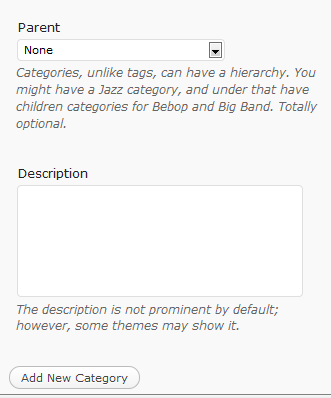 Parent
None
Categories, unlike tags, can have a hierarchy. You
might have a Jazz category, and under that have
children categories for Bebop and Big Band. Totally
optional.
Description
The description is not prominent by default;
however, some themes may show it.
Add New Category